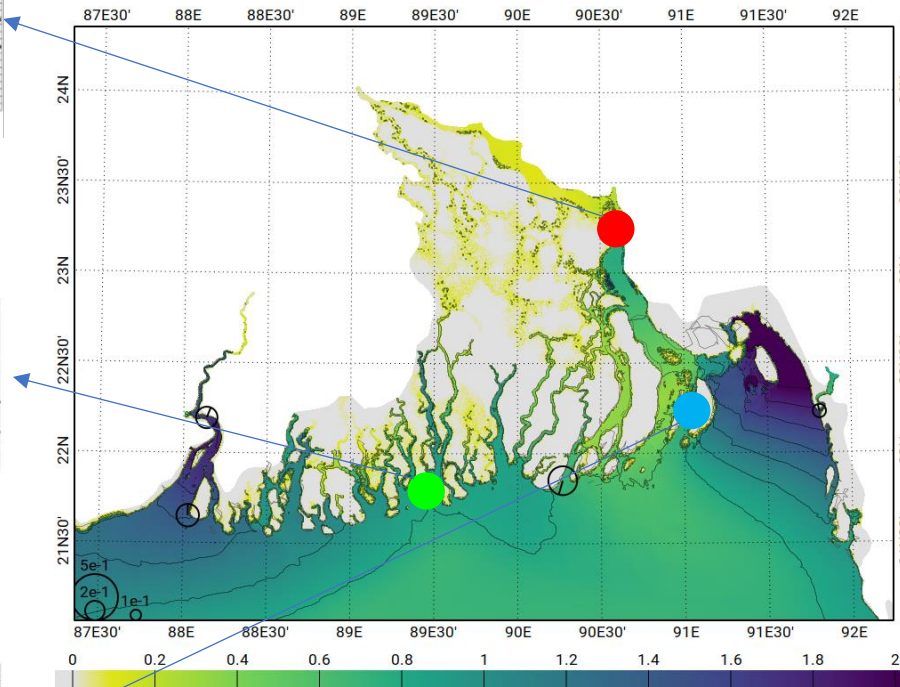 87E30' 88E 88E30' 89E 89E30' 90E 90E30' 91E 91E30' 92E
24N
23N30'
23N
22N30'
22N
21N30'
5e-1
2e-1
1e-1
87E30' 88E 88E30' 89E 89E30' 90E 90E30' 91E 91E30' 92E
0 0.2 0.4 0.6 0.8 1 1.2 1.4 1.6 1.8 2